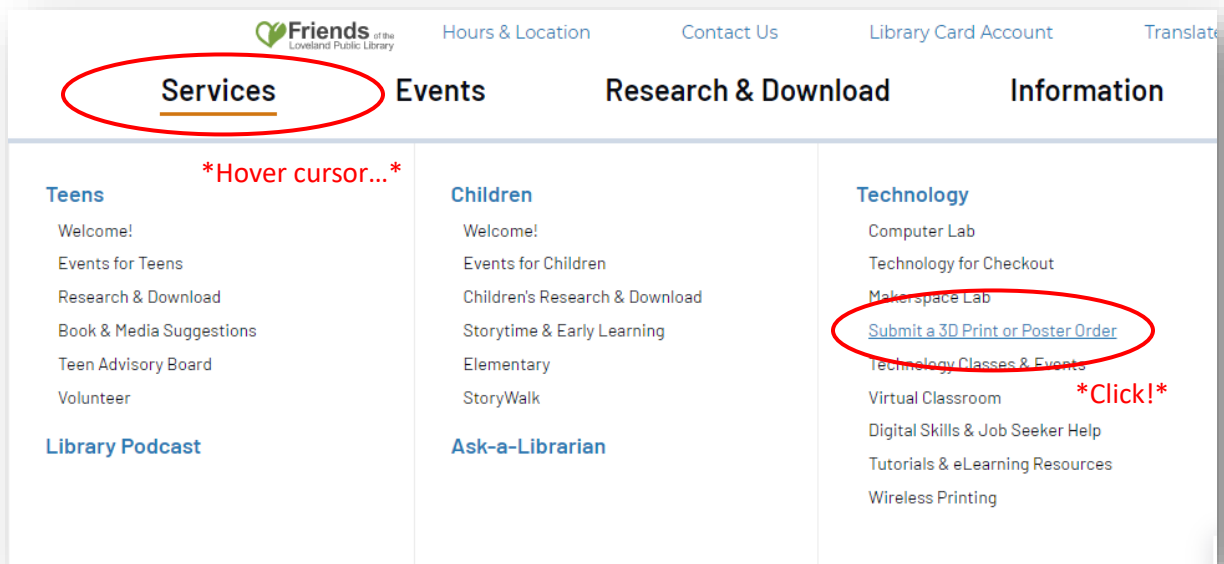 Friends of the
Loveland Public Library
Hours & Location
Contact Us
Library Card Account
Translate
Services
Events
Research & Download
Information
*Hover cursor...*
Teens
Welcome!
Events for Teens
Research & Download
Book & Media Suggestions
Teen Advisory Board
Volunteer
Library Podcast
Children
Welcome!
Events for Children
Children's Research & Download
Storytime & Early Learning
Elementary
StoryWalk
Ask-a-Librarian
Technology
Computer Lab
Technology for Checkout
Makerspace Lab
Submit a 3D Print or Poster Order
Technology Classes & Events
*Click!*
Virtual Classroom
Digital Skills & Job Seeker Help
Tutorials & eLearning Resources
Wireless Printing